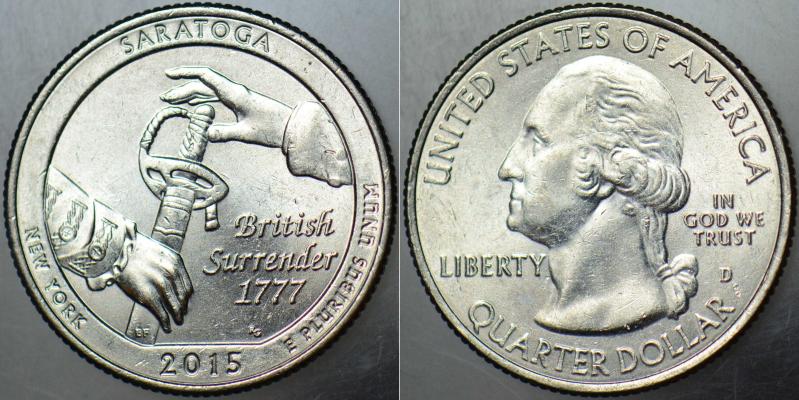 SARATOGA
British
Surrender
1777
NEW YORK
EF
2015
E PLURIBUS UNUM
UNITED STATES OF AMERICA
IN
GOD WE
TRUST
LIBERTY
D
QUARTER DOLLAR